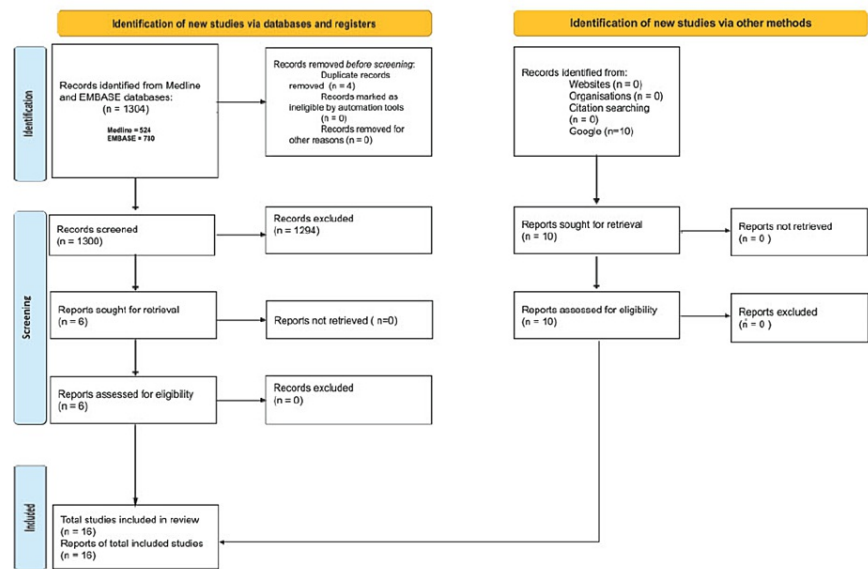 Identification of new studies via databases and registers
Identification of new studies via other methods
Identification
Records identified from Medline
and EMBASE databases:
(n = 1304)
Medline = 524
EMBASE = 780
Records removed before screening:
Duplicate records
removed (n = 4)
Records marked as
ineligible by automation tools
(n = 0)
Records removed for
other reasons (n = 0)
Records identified from:
Websites (n = 0)
Organisations (n = 0)
Citation searching
(n = 0)
Google (n=10)
Screening
Records screened
(n = 1300)
Records excluded
(n = 1294)
Reports sought for retrieval
(n = 6)
Reports not retrieved ( n=0)
Reports assessed for eligibility
(n = 6)
Records excluded
(n = 0)
Reports sought for retrieval
(n = 10)
Reports not retrieved
(n = 0 )
Reports assessed for eligibility
(n = 10)
Reports excluded
(n = 0 )
Included
Total studies included in review
(n = 16)
Reports of total included studies
(n = 16)